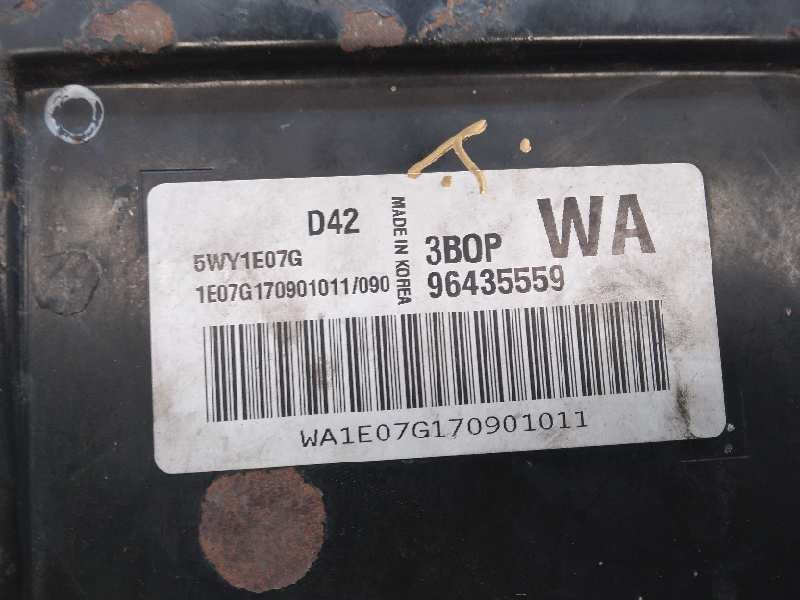 T.
D42
MADE IN KOREA
3BOP
WA
5WY1E07G
96435559
1E07G170901011/090
WA1E07G170901011